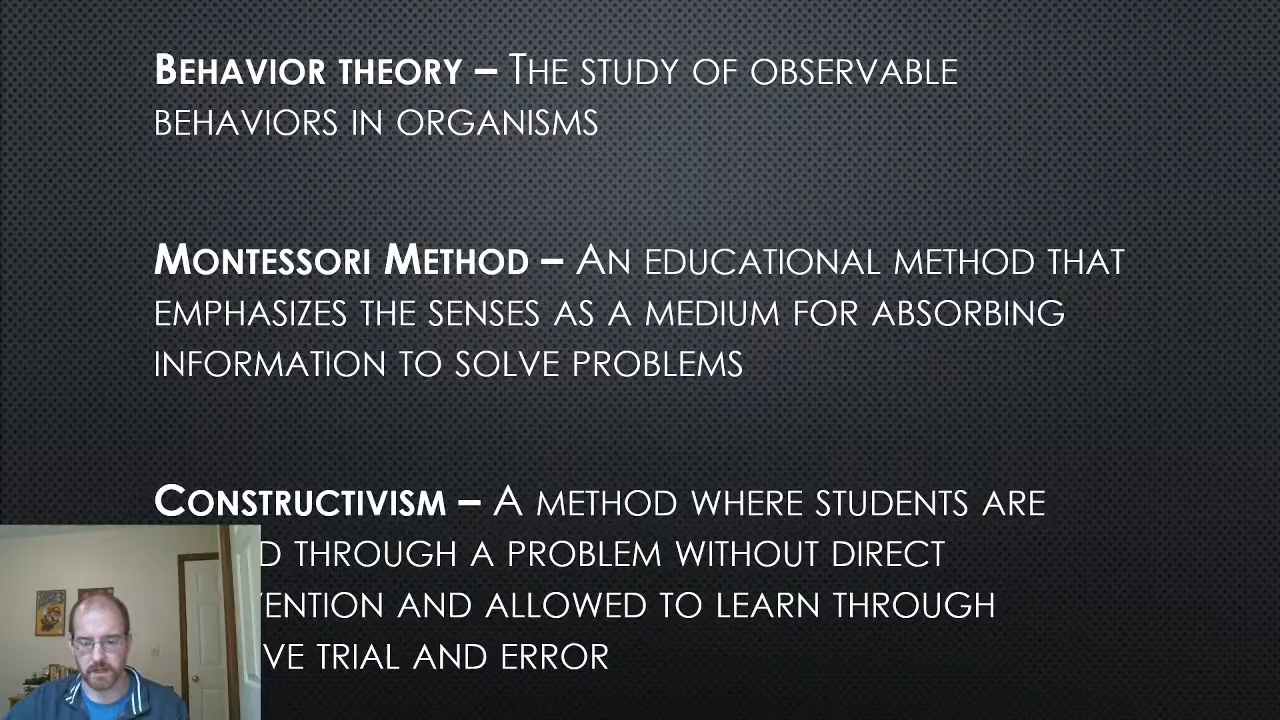 Behavior theory – The study of observable
behaviors in organisms
Montessori Method – An educational method that
emphasizes the senses as a medium for absorbing
information to solve problems
Constructivism – A method where students are
through a problem without direct
and allowed to learn through
trial and error